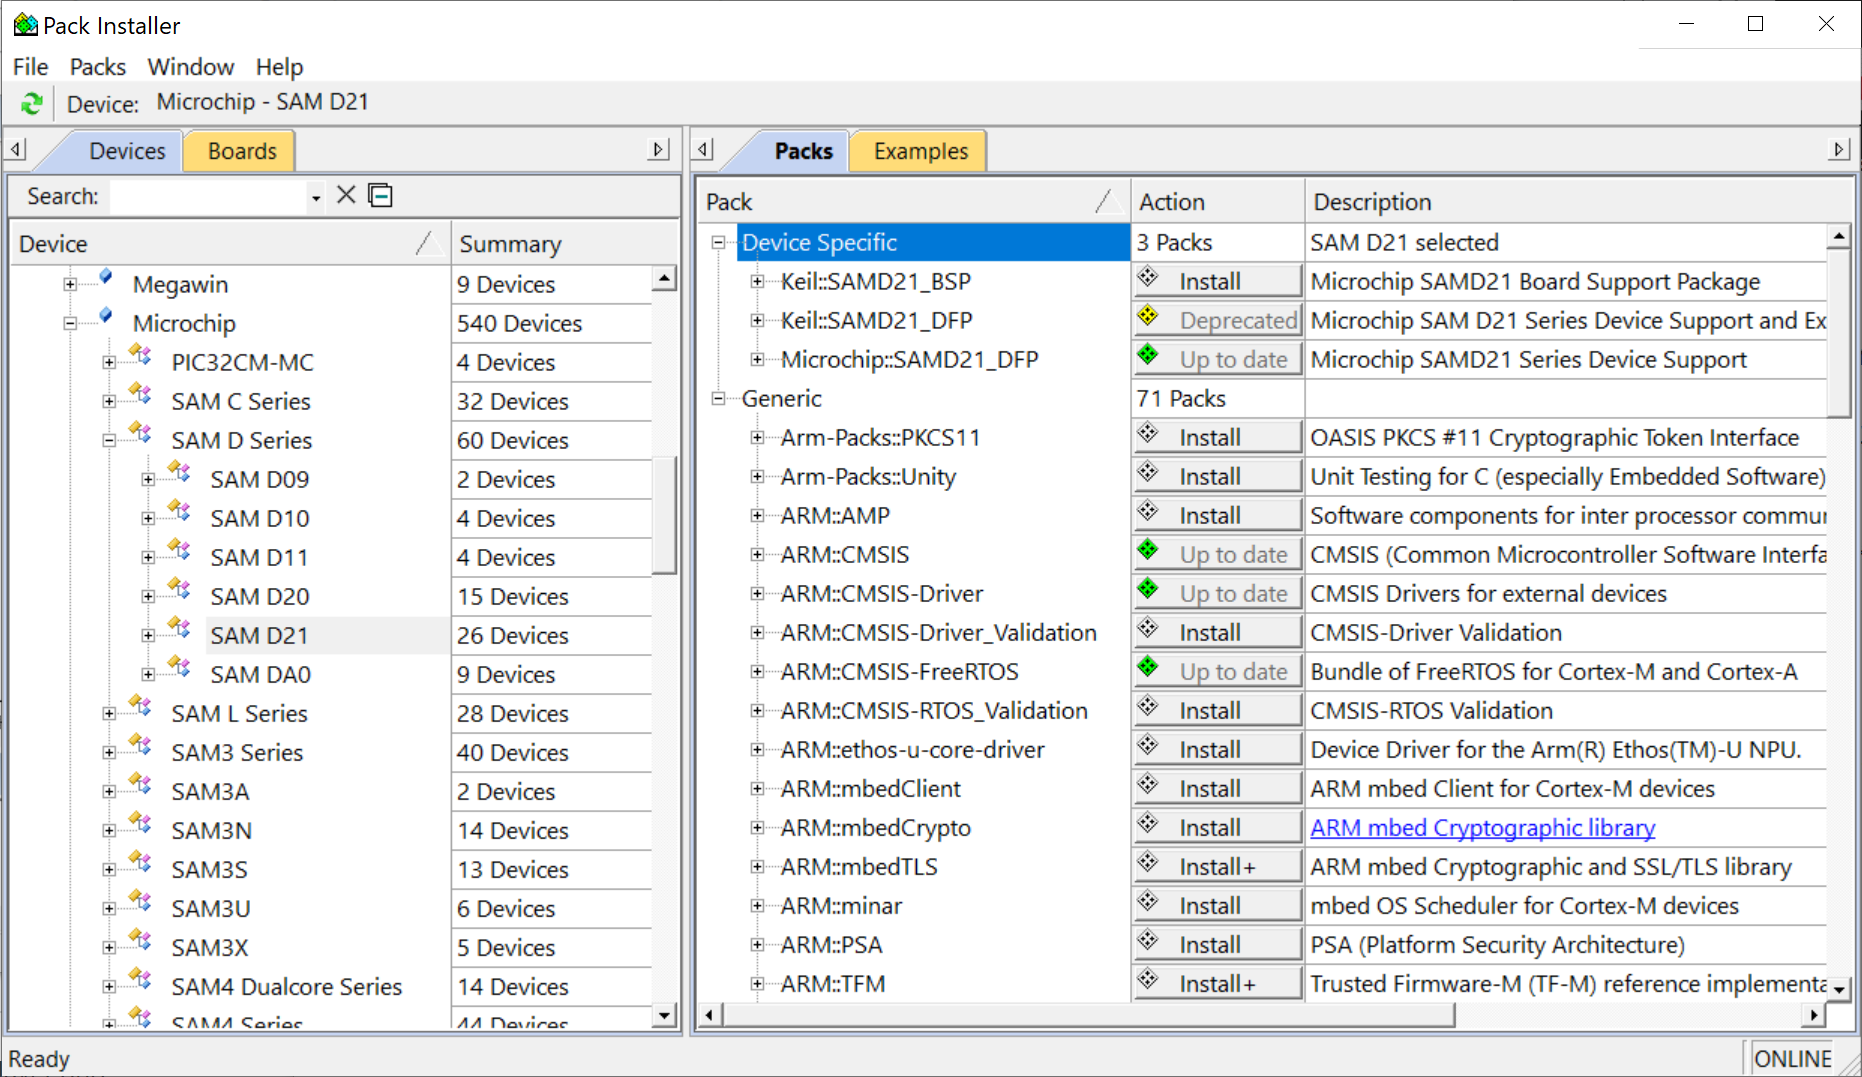 Pack Installer
File Packs Window Help
Device: Microchip - SAM D21
Devices Boards
Search:
Device Summary
Megawin 9 Devices
Microchip 540 Devices
PIC32CM-MC 4 Devices
SAM C Series 32 Devices
SAM D Series 60 Devices
SAM D09 2 Devices
SAM D10 4 Devices
SAM D11 4 Devices
SAM D20 15 Devices
SAM D21 26 Devices
SAM DA0 9 Devices
SAM L Series 28 Devices
SAM3 Series 40 Devices
SAM3A 2 Devices
SAM3N 14 Devices
SAM3S 13 Devices
SAM3U 6 Devices
SAM3X 5 Devices
SAM4 Dualcore Series 14 Devices
SAM4 Series 44 Devices
Packs Examples
Pack Action Description
Device Specific 3 Packs SAM D21 selected
Keil::SAMD21_BSP Install Microchip SAMD21 Board Support Package
Keil::SAMD21_DFP Deprecated Microchip SAM D21 Series Device Support and Ex
Microchip::SAMD21_DFP Up to date Microchip SAMD21 Series Device Support
Generic 71 Packs
Arm-Packs::PKCS11 Install OASIS PKCS #11 Cryptographic Token Interface
Arm-Packs::Unity Install Unit Testing for C (especially Embedded Software)
ARM::AMP Install Software components for inter processor commu
ARM::CMSIS Up to date CMSIS (Common Microcontroller Software Interfa
ARM::CMSIS-Driver Up to date CMSIS Drivers for external devices
ARM::CMSIS-Driver_Validation Install CMSIS-Driver Validation
ARM::CMSIS-FreeRTOS Up to date Bundle of FreeRTOS for Cortex-M and Cortex-A
ARM::CMSIS-RTOS_Validation Install CMSIS-RTOS Validation
ARM::ethos-u-core-driver Install Device Driver for the Arm(R) Ethos(TM)-U NPU.
ARM::mbedClient Install ARM mbed Client for Cortex-M devices
ARM::mbedCrypto Install ARM mbed Cryptographic library
ARM::mbedTLS Install+ ARM mbed Cryptographic and SSL/TLS library
ARM::minar Install mbed OS Scheduler for Cortex-M devices
ARM::PSA Install PSA (Platform Security Architecture)
ARM::TFM Install+ Trusted Firmware-M (TF-M) reference implementa
Ready ONLINE